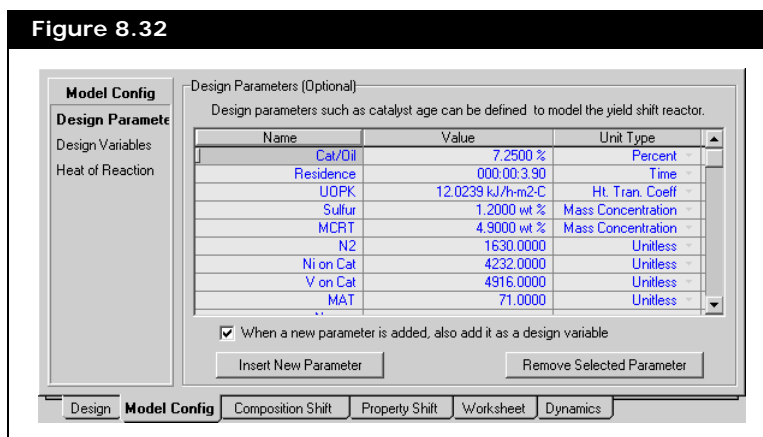 Figure 8.32
Model Config
Design Paramete
Design Variables
Heat of Reaction
Design Parameters (Optional)
Design parameters such as catalyst age can be defined to model the yield shift reactor.
Name Value Unit Type
Cat/Oil 7.2500 % Percent
Residence 000:00:3.90 Time
UOPK 12.0239 kJ/h-m2-C Ht. Tran. Coeff
Sulfur 1.2000 wt % Mass Concentration
MCRT 4.9000 wt % Mass Concentration
N2 1630.0000 Unitless
Ni on Cat 4232.0000 Unitless
V on Cat 4916.0000 Unitless
MAT 71.0000 Unitless
When a new parameter is added, also add it as a design variable
Insert New Parameter Remove Selected Parameter
Design Model Config Composition Shift Property Shift Worksheet Dynamics